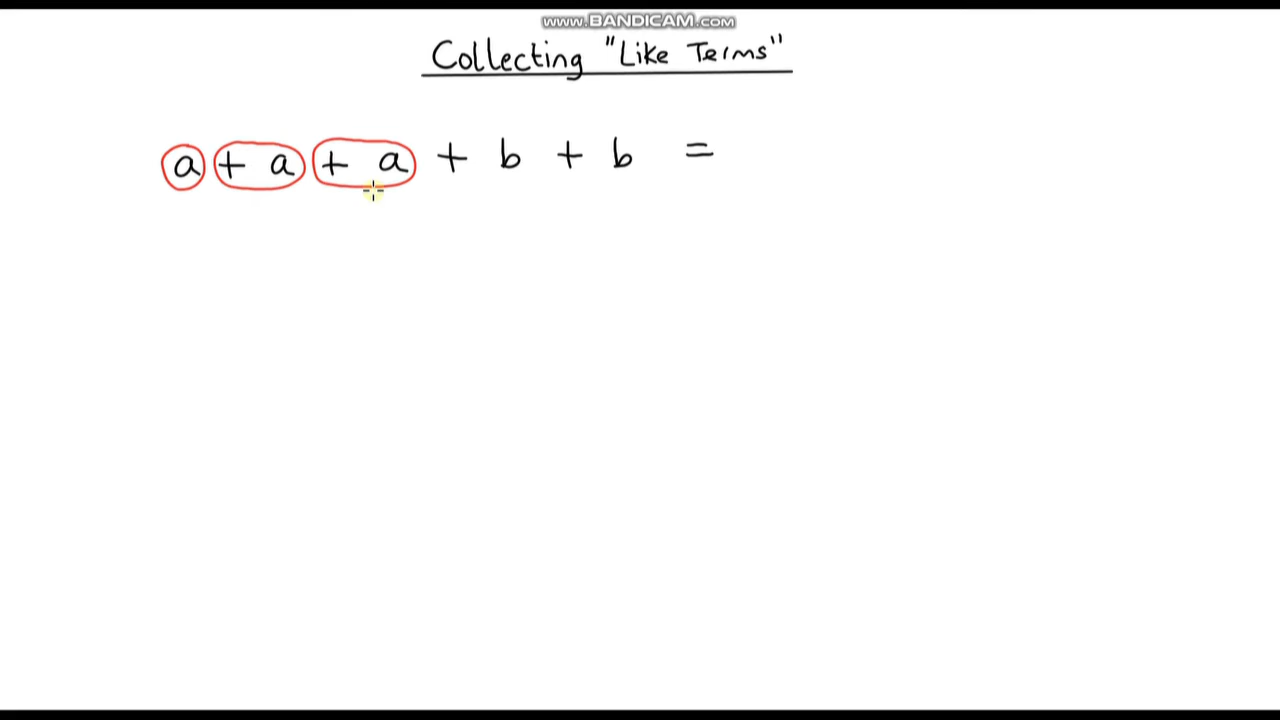 www.BANDICAM.com
Collecting "Like Terms"
a + a + a + b + b =